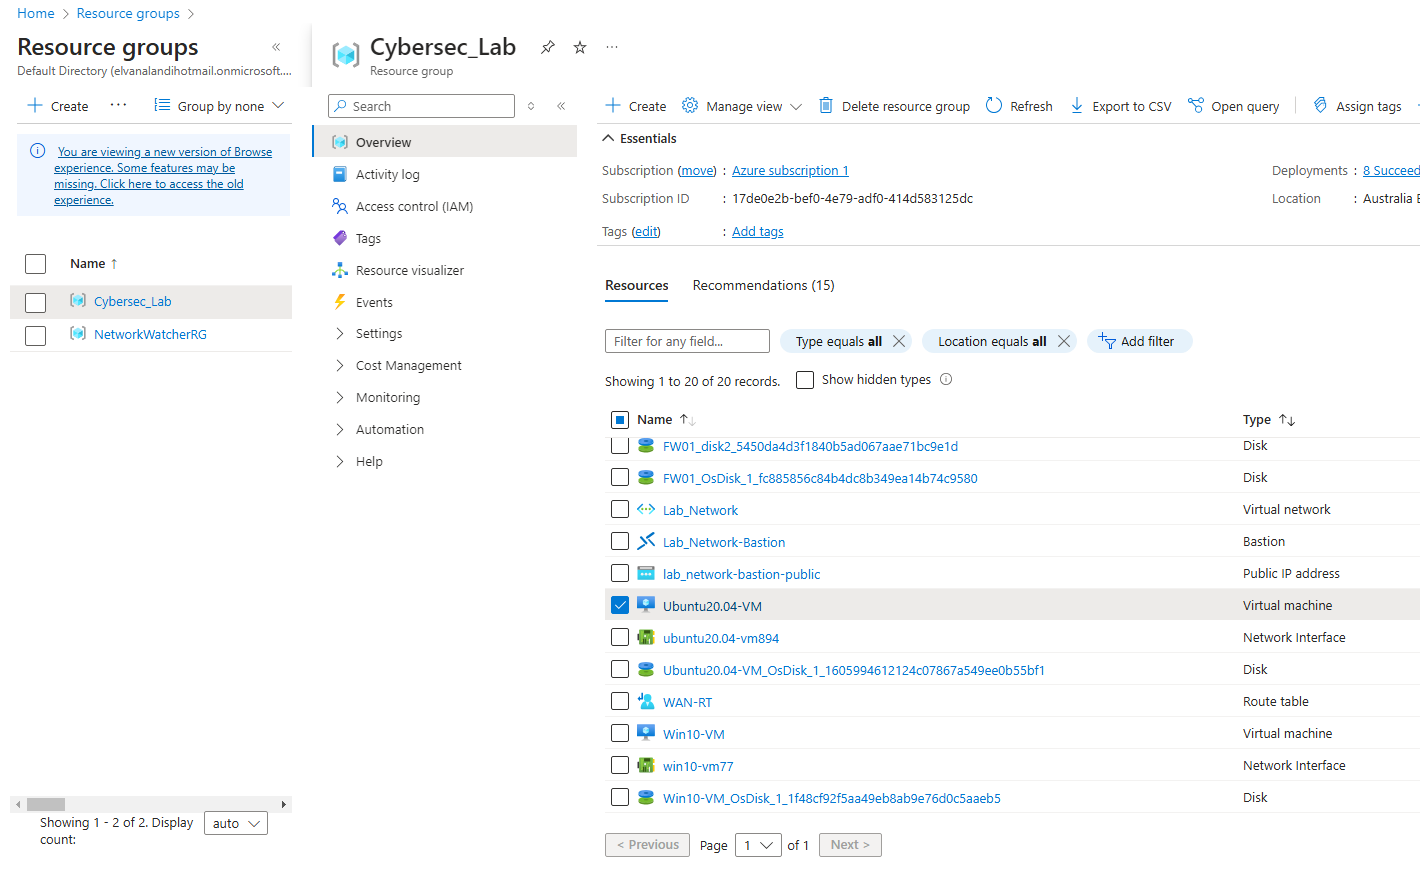 Home > Resource groups >
Resource groups
Default Directory (elvanalandihotmail.onmicrosoft....
Create
Group by none
You are viewing a new version of Browse
experience. Some features may be
missing. Click here to access the old
experience.
Name ↑
Cybersec_Lab
NetworkWatcherRG
Showing 1 - 2 of 2. Display
count:
auto
Cybersec_Lab
Resource group
Search
Overview
Activity log
Access control (IAM)
Tags
Resource visualizer
Events
Settings
Cost Management
Monitoring
Automation
Help
Create
Manage view
Delete resource group
Refresh
Export to CSV
Open query
Assign tags
Essentials
Subscription (move) : Azure subscription 1
Deployments : 8 Succeed
Subscription ID : 17de0e2b-bef0-4e79-adf0-414d583125dc
Location : Australia E
Tags (edit) : Add tags
Resources
Recommendations (15)
Filter for any field...
Type equals all
Location equals all
Add filter
Showing 1 to 20 of 20 records.
Show hidden types
Name ↑↓
Type ↑↓
FW01_disk2_5450da4d3f1840b5ad067aae71bc9e1d
Disk
FW01_OsDisk_1_fc885856c84b4dc8b349ea14b74c9580
Disk
Lab_Network
Virtual network
Lab_Network-Bastion
Bastion
lab_network-bastion-public
Public IP address
Ubuntu20.04-VM
Virtual machine
ubuntu20.04-vm894
Network Interface
Ubuntu20.04-VM_OsDisk_1_1605994612124c07867a549ee0b55bf1
Disk
WAN-RT
Route table
Win10-VM
Virtual machine
win10-vm77
Network Interface
Win10-VM_OsDisk_1_1f48cf92f5aa49eb8ab9e76d0c5aaeb5
Disk
< Previous
Page 1 of 1
Next >